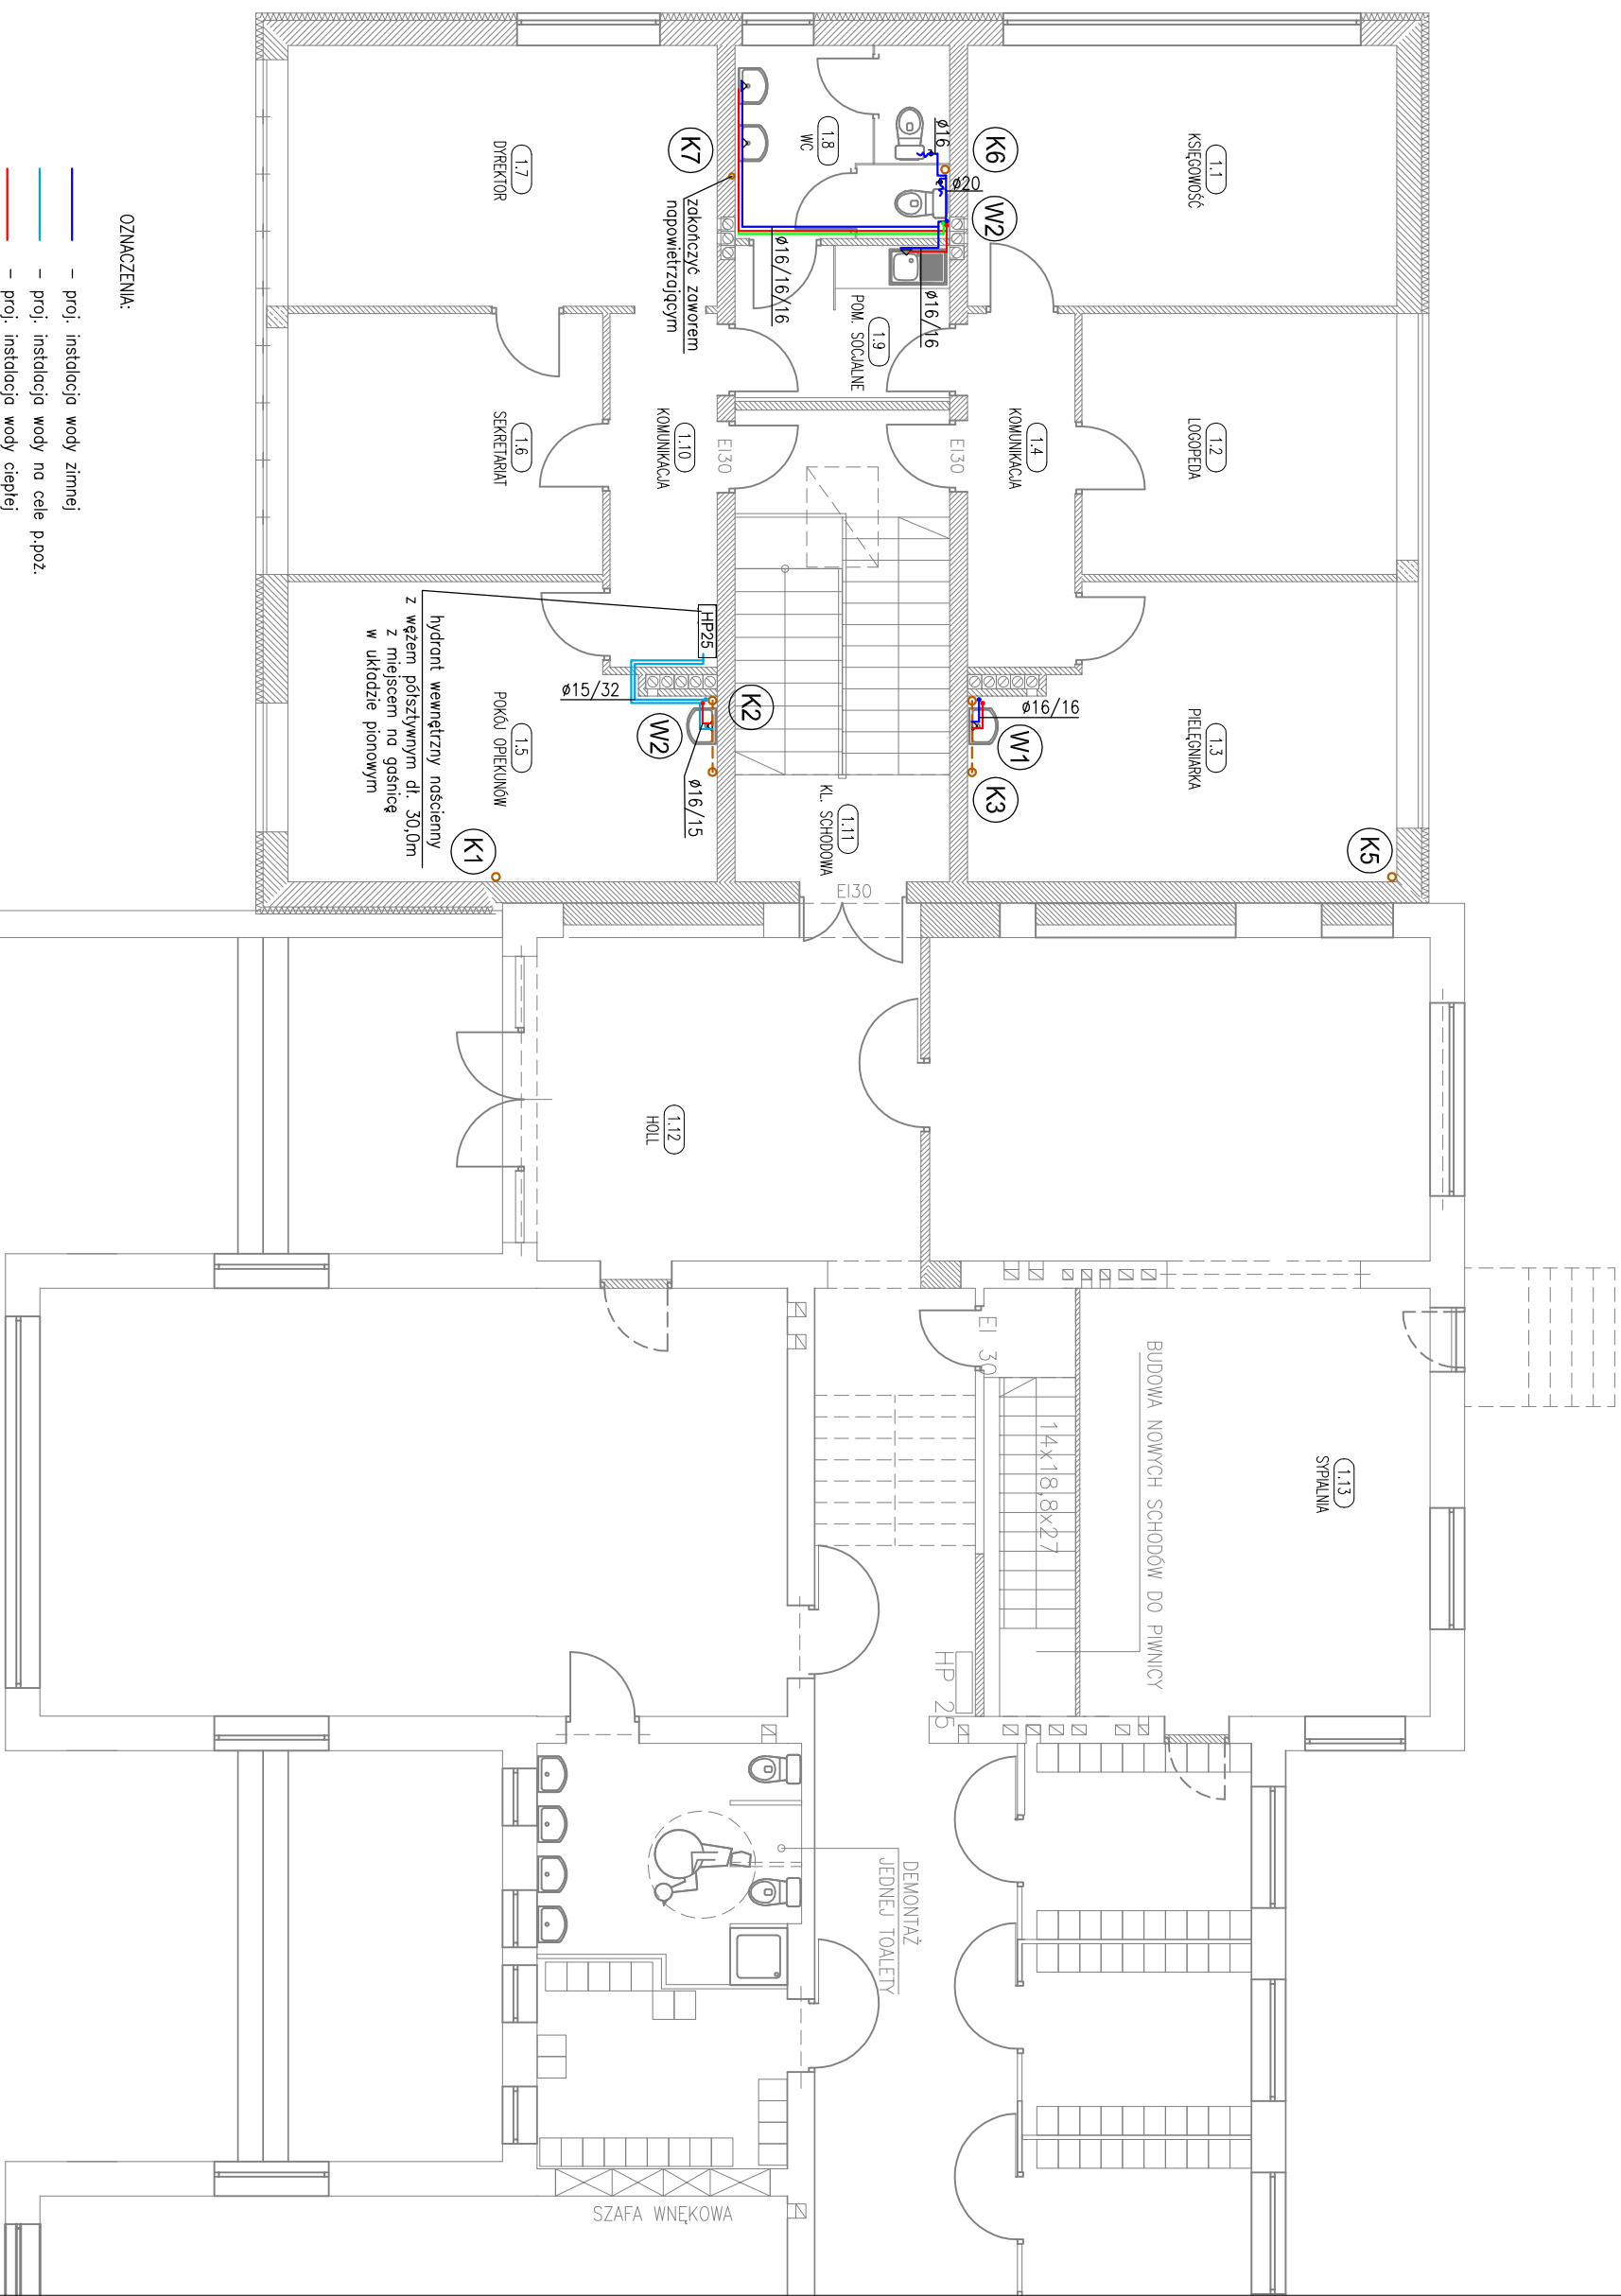 1.1
KSIĘGOWOŚĆ
1.2
LOGOPEDA
1.3
PIELĘGNIARKA
K5
K6
ø16
ø20
W2
1.8
WC
K7
zakończyć zaworem
napowietrzającym
ø16/16/16
ø16/16
1.9
POM. SOCJALNE
1.4
KOMUNIKACJA
EI30
EI30
1.10
KOMUNIKACJA
1.7
DYREKTOR
1.6
SEKRETARIAT
HP25
ø15/32
K2
W2
ø16/15
ø16/16
W1
K3
1.11
KL. SCHODOWA
EI30
1.5
POKÓJ OPIEKUNÓW
K1
hydrant wewnętrzny naścienny
z wężem półsztywnym dł. 30,0m
z miejscem na gaśnicę
w układzie pionowym
1.12
HOLL
1.13
SYPIALNIA
BUDOWA NOWYCH SCHODÓW DO PIWNICY
EI 30
14x18,8x27
HP 25
DEMONTAŻ
JEDNEJ TOALETY
SZAFA WNĘKOWA
OZNACZENIA:
– proj. instalacja wody zimnej
– proj. instalacja wody na cele p.poż.
– proj. instalacja wody ciepłej